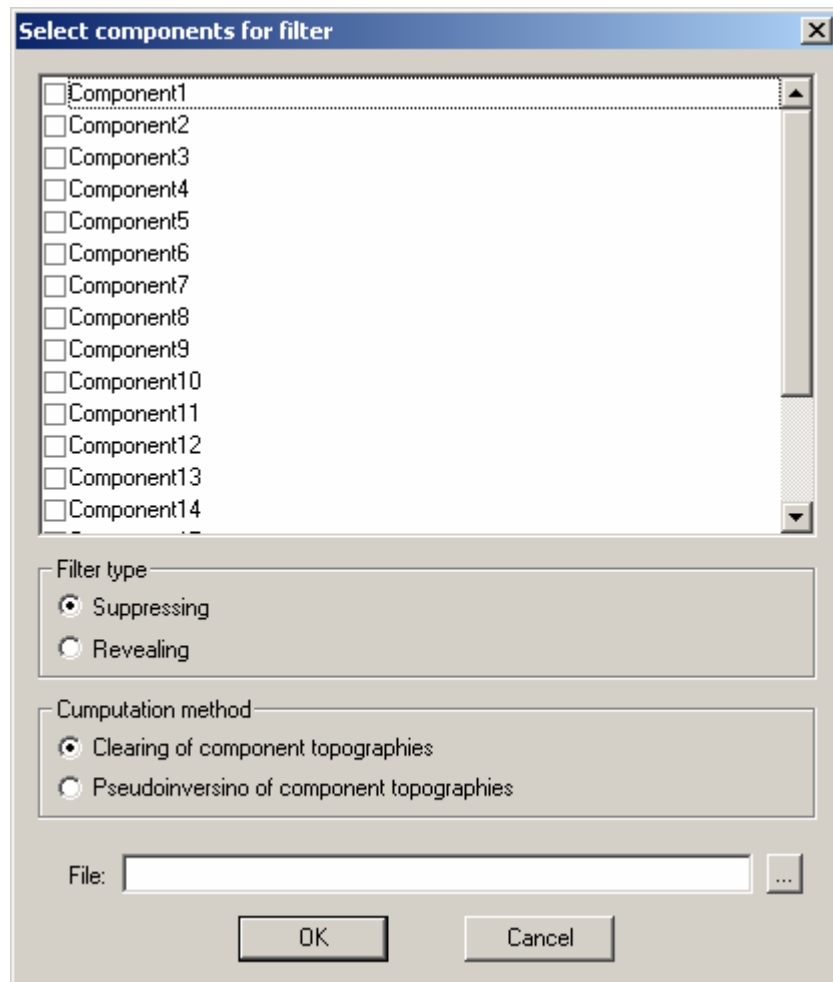 Select components for filter
Component1
Component2
Component3
Component4
Component5
Component6
Component7
Component8
Component9
Component10
Component11
Component12
Component13
Component14
Filter type
Suppressing
Revealing
Cumputation method
Clearing of component topographies
Pseudoinversino of component topographies
File:
...
OK
Cancel